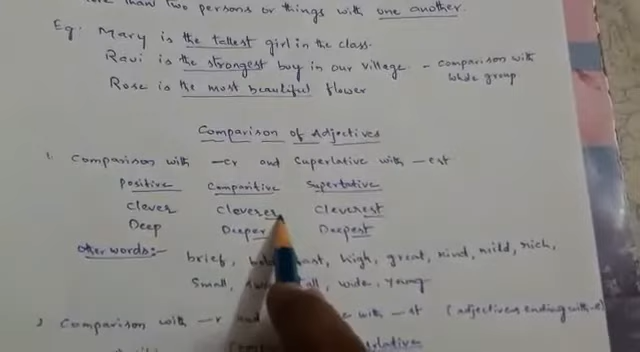 than two persons or things with one another.
Eg: Mary is the tallest girl in the class.
Ravi is the strongest boy in our village. - comparison with whole group
Rose is the most beautiful flower
Comparison of Adjectives
1. Comparison with -er and Superlative with -est
Positive Comparitive Supertative
Clever Cleverer Cleverest
Deep Deeper Deepest
Other words:- brief, fast, high, great, kind, mild, rich,
Small, wide, young
Comparison with -r and with -st (adjectives ending with-e)